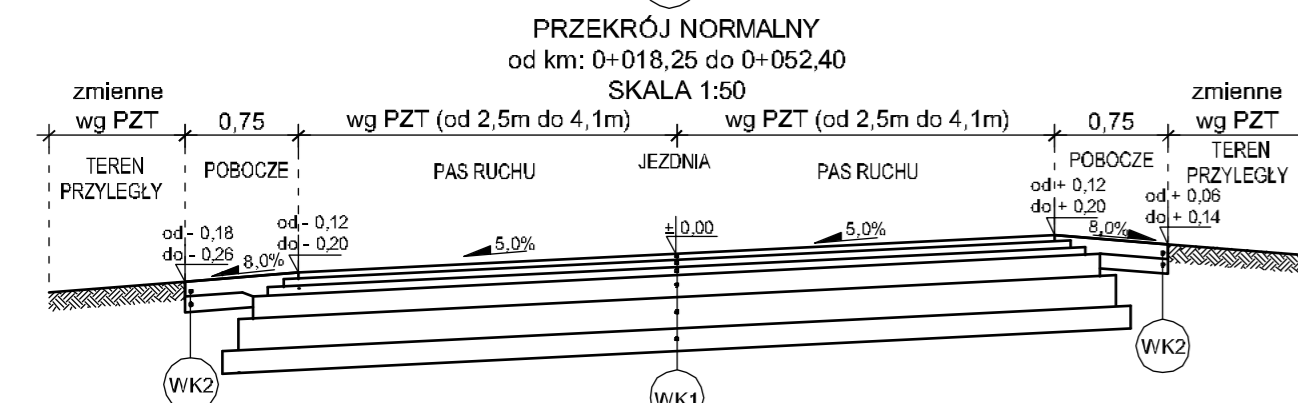 PRZEKRÓJ NORMALNY
od km: 0+018,25 do 0+052,40
SKALA 1:50
zmienne
wg PZT
0,75
wg PZT (od 2,5m do 4,1m)
wg PZT (od 2,5m do 4,1m)
0,75
zmienne
wg PZT
TEREN
PRZYLEGŁY
POBOCZE
PAS RUCHU
JEZDNIA
PAS RUCHU
POBOCZE
TEREN
PRZYLEGŁY
od - 0,18
do - 0,26
8,0%
od - 0,12
do - 0,20
5,0%
± 0,00
5,0%
od + 0,12
do + 0,20
8,0%
od + 0,06
do + 0,14
WK2
WK1
WK2